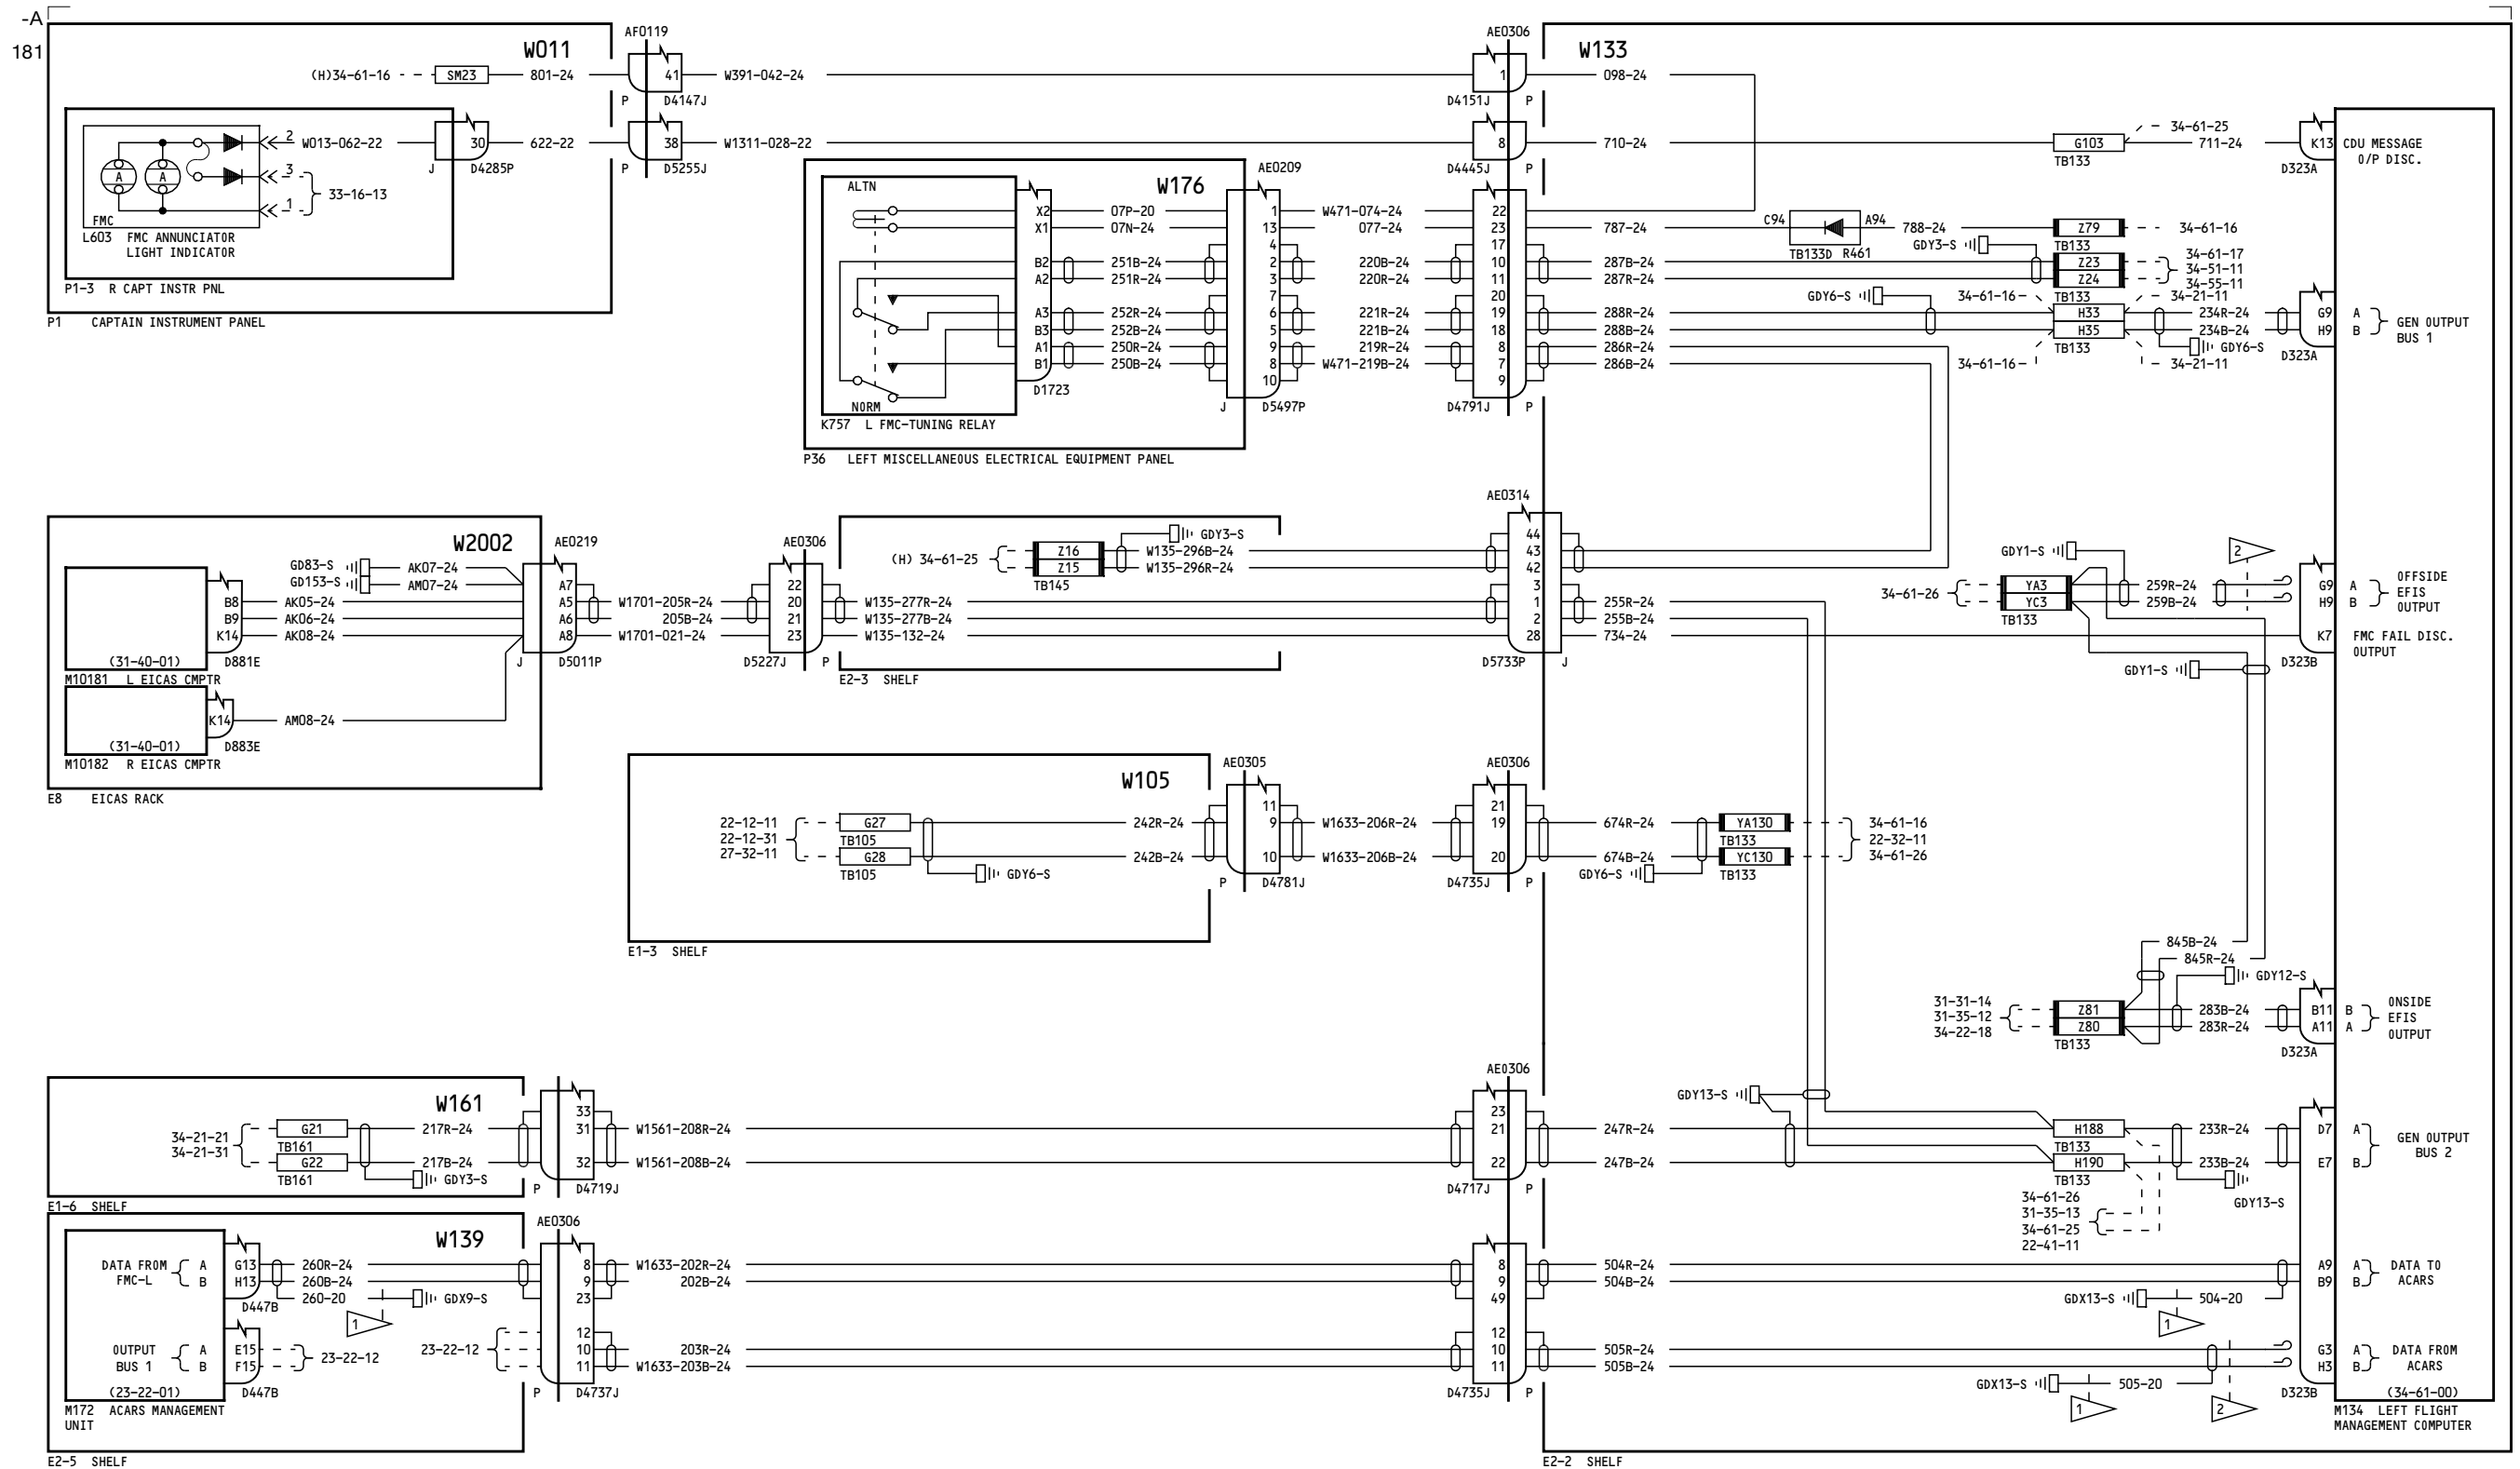 -A
181
W011
(H)34-61-16
SM23
801-24
AF0119
41
P
D4147J
W391-042-24
AE0306
1
D4151J
P
W133
098-24
2
W013-062-22
J
30
D4285P
622-22
38
P
D5255J
W1311-028-22
8
D4445J
P
710-24
G103
TB133
34-61-25
711-24
K13
D323A
CDU MESSAGE
O/P DISC.
A
A
3
1
33-16-13
FMC
L603 FMC ANNUNCIATOR
LIGHT INDICATOR
P1-3 R CAPT INSTR PNL
P1 CAPTAIN INSTRUMENT PANEL
ALTN
NORM
K757 L FMC-TUNING RELAY
P36 LEFT MISCELLANEOUS ELECTRICAL EQUIPMENT PANEL
W176
X2
X1
B2
A2
A3
B3
A1
B1
D1723
07P-20
07N-24
251B-24
251R-24
252R-24
252B-24
250R-24
250B-24
AE0209
1
13
4
2
3
7
6
5
9
8
10
J
D5497P
W471-074-24
077-24
220B-24
220R-24
221R-24
221B-24
219R-24
W471-219B-24
22
23
17
10
11
20
19
18
8
7
9
D4791J
P
787-24
287B-24
287R-24
288R-24
288B-24
286R-24
286B-24
C94
A94
TB133D R461
788-24
Z79
TB133
34-61-16
GDY3-S
Z23
Z24
TB133
34-61-17
34-51-11
34-55-11
GDY6-S
34-61-16
34-21-11
H33
H35
TB133
34-61-16
34-21-11
234R-24
234B-24
GDY6-S
G9
H9
D323A
A
B
GEN OUTPUT
BUS 1
W2002
GD83-S
GD153-S
AK07-24
AM07-24
B8
B9
K14
AK05-24
AK06-24
AK08-24
(31-40-01)
D881E
M10181 L EICAS CMPTR
K14
AM08-24
(31-40-01)
D883E
M10182 R EICAS CMPTR
E8 EICAS RACK
AE0219
A7
A5
A6
A8
J
D5011P
W1701-205R-24
205B-24
W1701-021-24
AE0306
22
20
21
23
D5227J
P
W135-277R-24
W135-277B-24
W135-132-24
E2-3 SHELF
(H) 34-61-25
Z16
Z15
TB145
GDY3-S
W135-296B-24
W135-296R-24
AE0314
44
43
42
3
1
2
28
D5733P
J
255R-24
255B-24
734-24
GDY1-S
2
34-61-26
YA3
YC3
TB133
259R-24
259B-24
G9
H9
K7
D323B
A
B
OFFSIDE
EFIS
OUTPUT
FMC FAIL DISC.
OUTPUT
GDY1-S
W105
22-12-11
22-12-31
27-32-11
G27
TB105
G28
TB105
GDY6-S
242R-24
242B-24
E1-3 SHELF
AE0305
11
9
10
P
D4781J
W1633-206R-24
W1633-206B-24
AE0306
21
19
20
D4735J
P
674R-24
674B-24
GDY6-S
YA130
TB133
YC130
TB133
34-61-16
22-32-11
34-61-26
845B-24
845R-24
GDY12-S
31-31-14
31-35-12
34-22-18
Z81
Z80
TB133
283B-24
283R-24
B11
A11
D323A
B
A
ONSIDE
EFIS
OUTPUT
W161
34-21-21
34-21-31
G21
TB161
G22
TB161
217R-24
217B-24
GDY3-S
E1-6 SHELF
33
31
32
P
D4719J
W1561-208R-24
W1561-208B-24
AE0306
23
21
22
D4717J
P
247R-24
247B-24
GDY13-S
H188
TB133
H190
TB133
34-61-26
31-35-13
34-61-25
22-41-11
233R-24
233B-24
GDY13-S
D7
E7
A
B
GEN OUTPUT
BUS 2
W139
DATA FROM
FMC-L
A
B
G13
H13
D447B
260R-24
260B-24
260-20
GDX9-S
1
OUTPUT
BUS 1
A
B
E15
F15
23-22-12
(23-22-01)
D447B
M172 ACARS MANAGEMENT
UNIT
E2-5 SHELF
AE0306
8
9
23
12
10
11
23-22-12
P
D4737J
W1633-202R-24
202B-24
203R-24
W1633-203B-24
8
9
49
12
10
11
D4735J
P
504R-24
504B-24
505R-24
505B-24
GDX13-S
504-20
1
GDX13-S
505-20
1
2
A9
B9
G3
H3
D323B
A
B
DATA TO
ACARS
A
B
DATA FROM
ACARS
(34-61-00)
M134 LEFT FLIGHT
MANAGEMENT COMPUTER
E2-2 SHELF